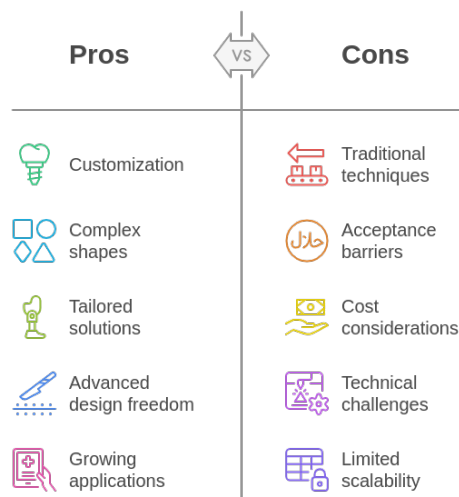 Pros
VS
Cons
Customization
Traditional
techniques
Complex
shapes
حلال
Acceptance
barriers
Tailored
solutions
Cost
considerations
Advanced
design freedom
Technical
challenges
Growing
applications
Limited
scalability